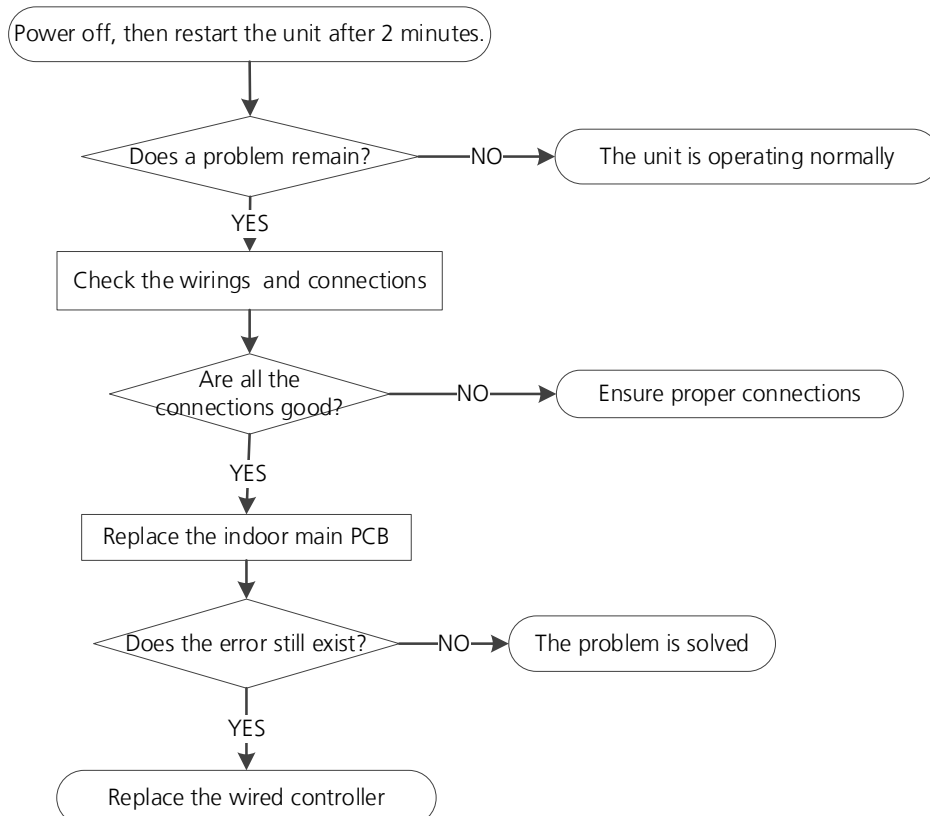 Power off, then restart the unit after 2 minutes.
Does a problem remain?
NO
The unit is operating normally
YES
Check the wirings and connections
Are all the
connections good?
NO
Ensure proper connections
YES
Replace the indoor main PCB
Does the error still exist?
NO
The problem is solved
YES
Replace the wired controller